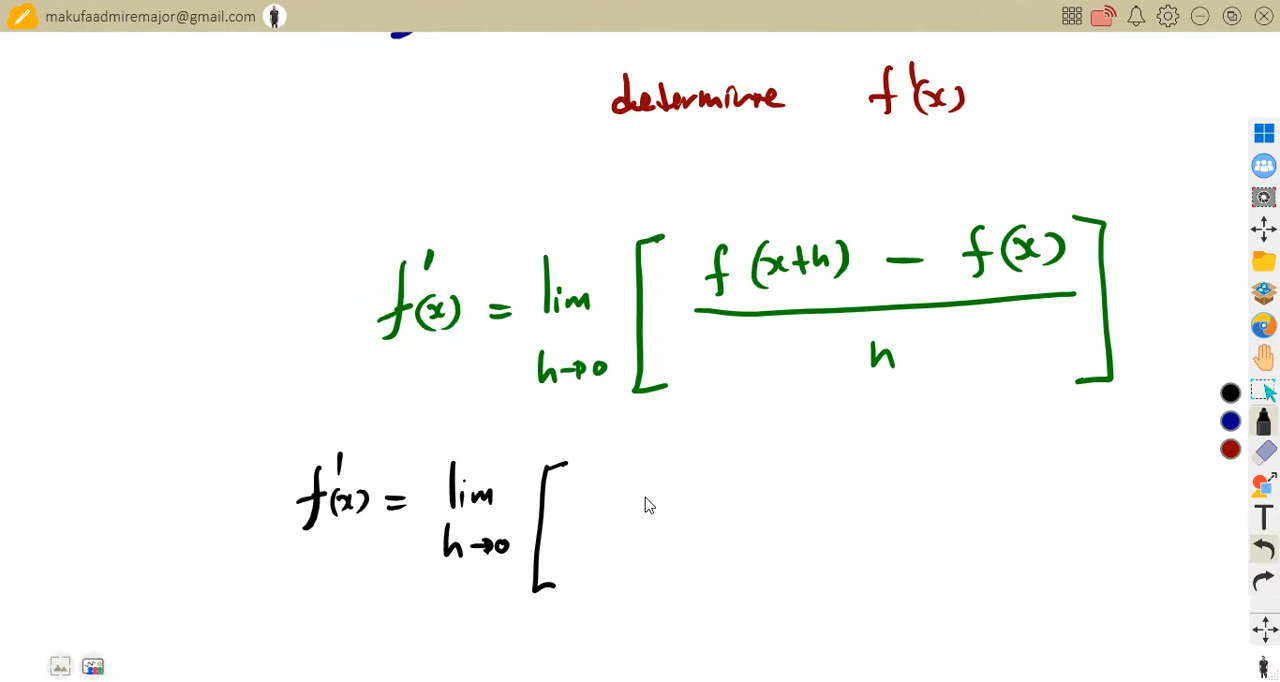 makufaadmiremajor@gmail.com
determine f'(x)
f'(x) = lim h→0 [ f(x+h) - f(x) / h ]
f'(x) = lim h→0 [